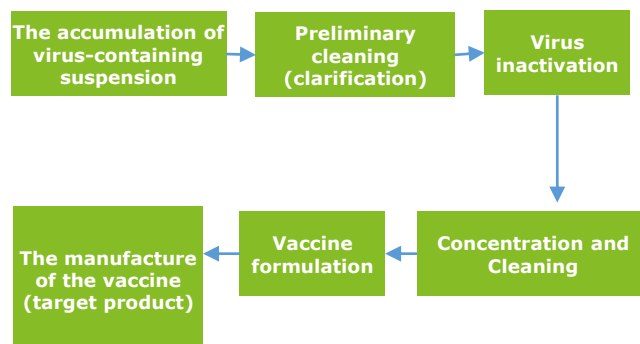 The accumulation of
virus-containing
suspension
Preliminary
cleaning
(clarification)
Virus
inactivation
Concentration and
Cleaning
Vaccine
formulation
The manufacture
of the vaccine
(target product)